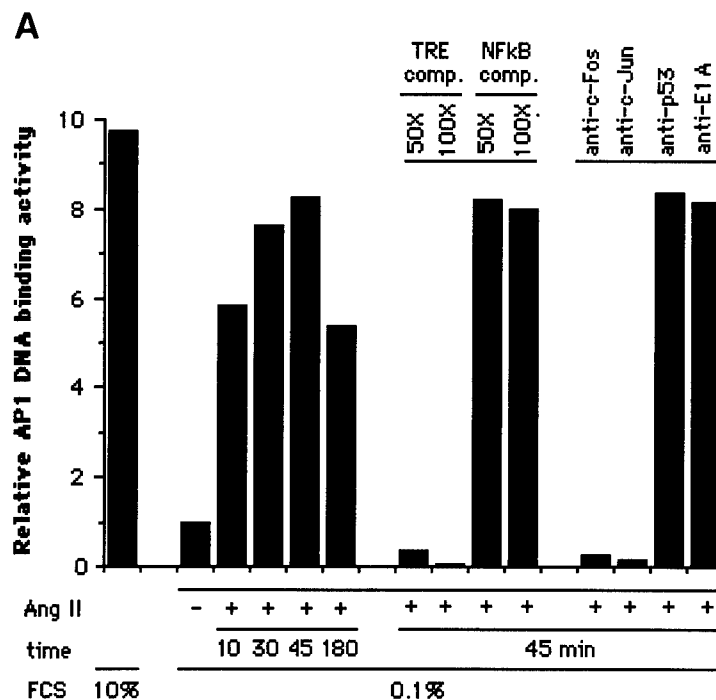 A
TRE comp.
NFkB comp.
50X
100X
50X
100X
anti-c-Fos
anti-c-Jun
anti-p53
anti-E1A
Relative AP1 DNA binding activity
10
8
6
4
2
0
Ang II - + + + + + + + + + + + +
time 10 30 45 180 45 min
FCS 10% 0.1%